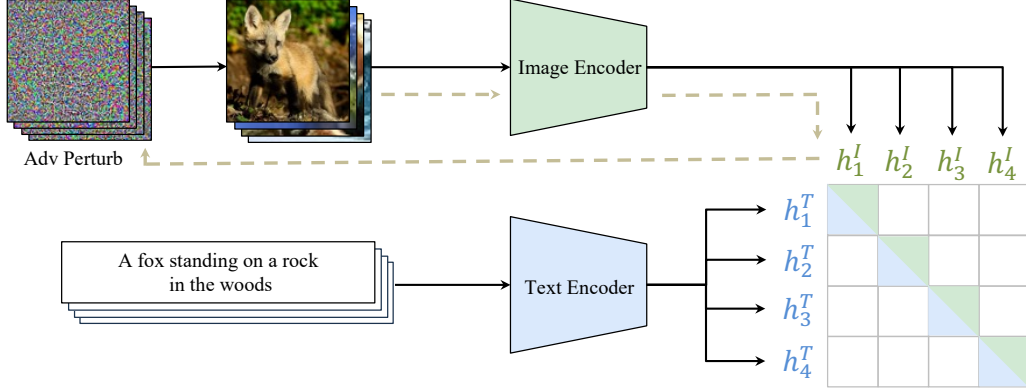 Image Encoder
Adv Perturb
h_1^I h_2^I h_3^I h_4^I
h_1^T
A fox standing on a rock
in the woods
h_2^T
Text Encoder
h_3^T
h_4^T